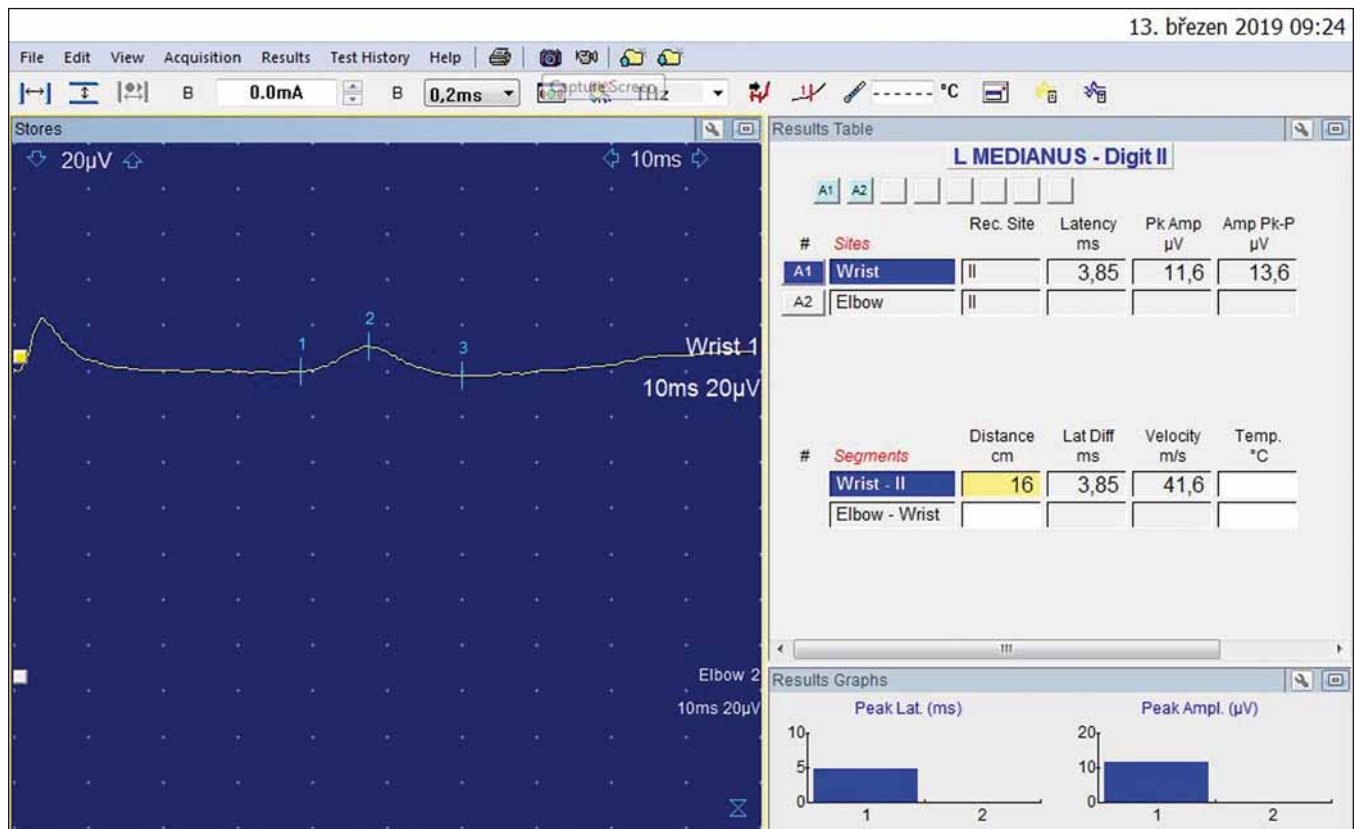 13. březen 2019 09:24
File Edit View Acquisition Results Test History Help
B 0.0mA B 0,2ms Capture Screen °C
Stores
20µV 10ms
1
2
3
Wrist 1
10ms 20µV
Elbow 2
10ms 20µV
Results Table
L MEDIANUS - Digit II
A1 A2
Rec. Site Latency Pk Amp Amp Pk-P
# Sites ms µV µV
A1 Wrist II 3,85 11,6 13,6
A2 Elbow II
Distance Lat Diff Velocity Temp.
# Segments cm ms m/s °C
Wrist - II 16 3,85 41,6
Elbow - Wrist
Results Graphs
Peak Lat. (ms)
10
5
0
1 2
Peak Ampl. (µV)
20
10
0
1 2